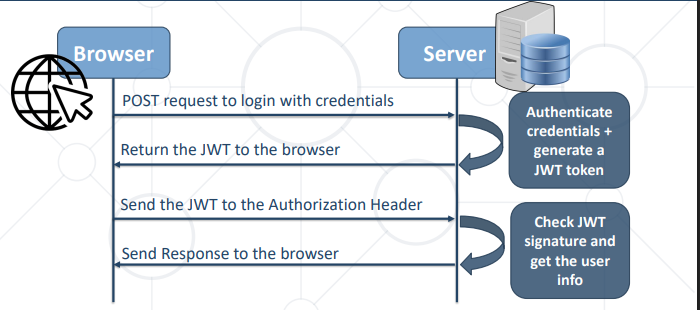 Browser
Server
POST request to login with credentials
Authenticate
credentials +
generate a
JWT token
Return the JWT to the browser
Send the JWT to the Authorization Header
Check JWT
signature and
get the user
info
Send Response to the browser